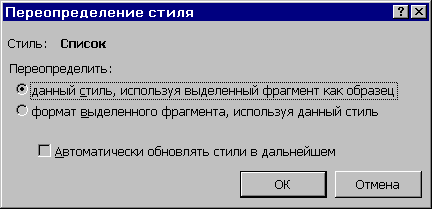 Переопределение стиля
Стиль: Список
Переопределить:
данный стиль, используя выделенный фрагмент как образец
формат выделенного фрагмента, используя данный стиль
Автоматически обновлять стили в дальнейшем
ОК Отмена